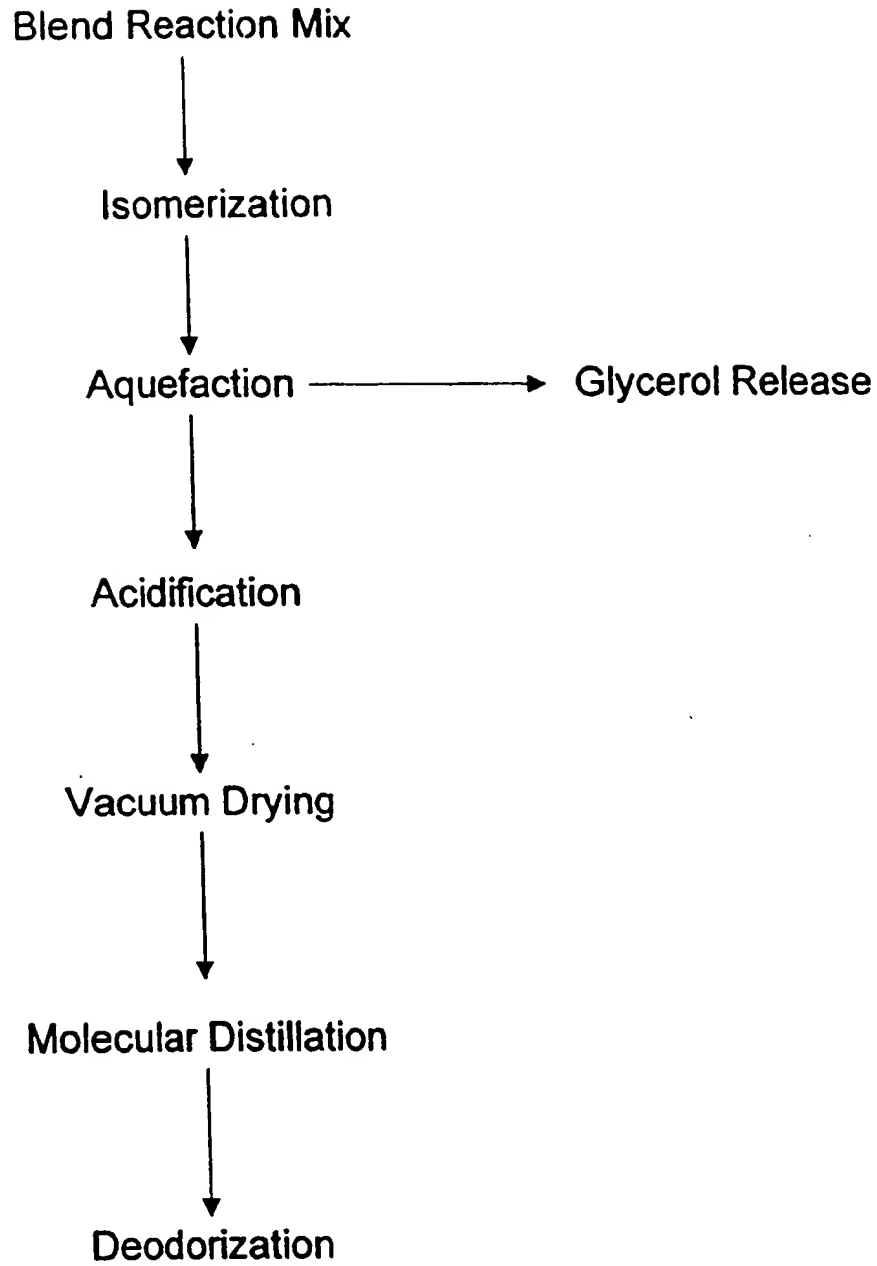 Blend Reaction Mix
Isomerization
Aquefaction
Glycerol Release
Acidification
Vacuum Drying
Molecular Distillation
Deodorization